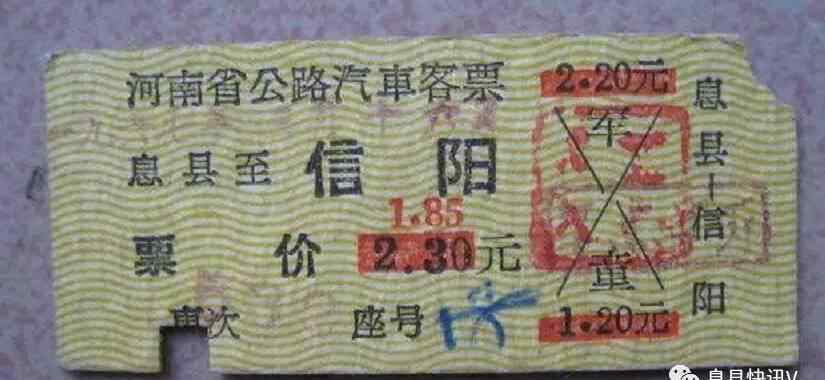 河南省公路汽車客票
息县至 信阳
1.85
票价 2.30元
車次 座号
2.20元
军
童
1.20元
息县—信阳
息县快讯V